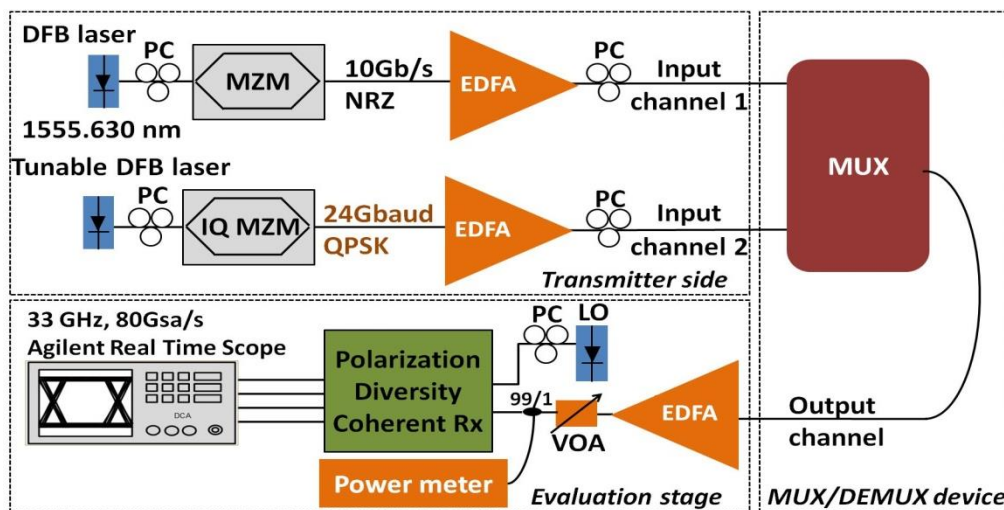 DFB laser
PC
MZM
10Gb/s
NRZ
EDFA
PC
Input
channel 1
1555.630 nm
Tunable DFB laser
PC
IQ MZM
24Gbaud
QPSK
EDFA
PC
Input
channel 2
Transmitter side
MUX
33 GHz, 80Gsa/s
Agilent Real Time Scope
DCA
Polarization
Diversity
Coherent Rx
PC
LO
99/1
VOA
EDFA
Output
channel
Power meter
Evaluation stage
MUX/DEMUX device